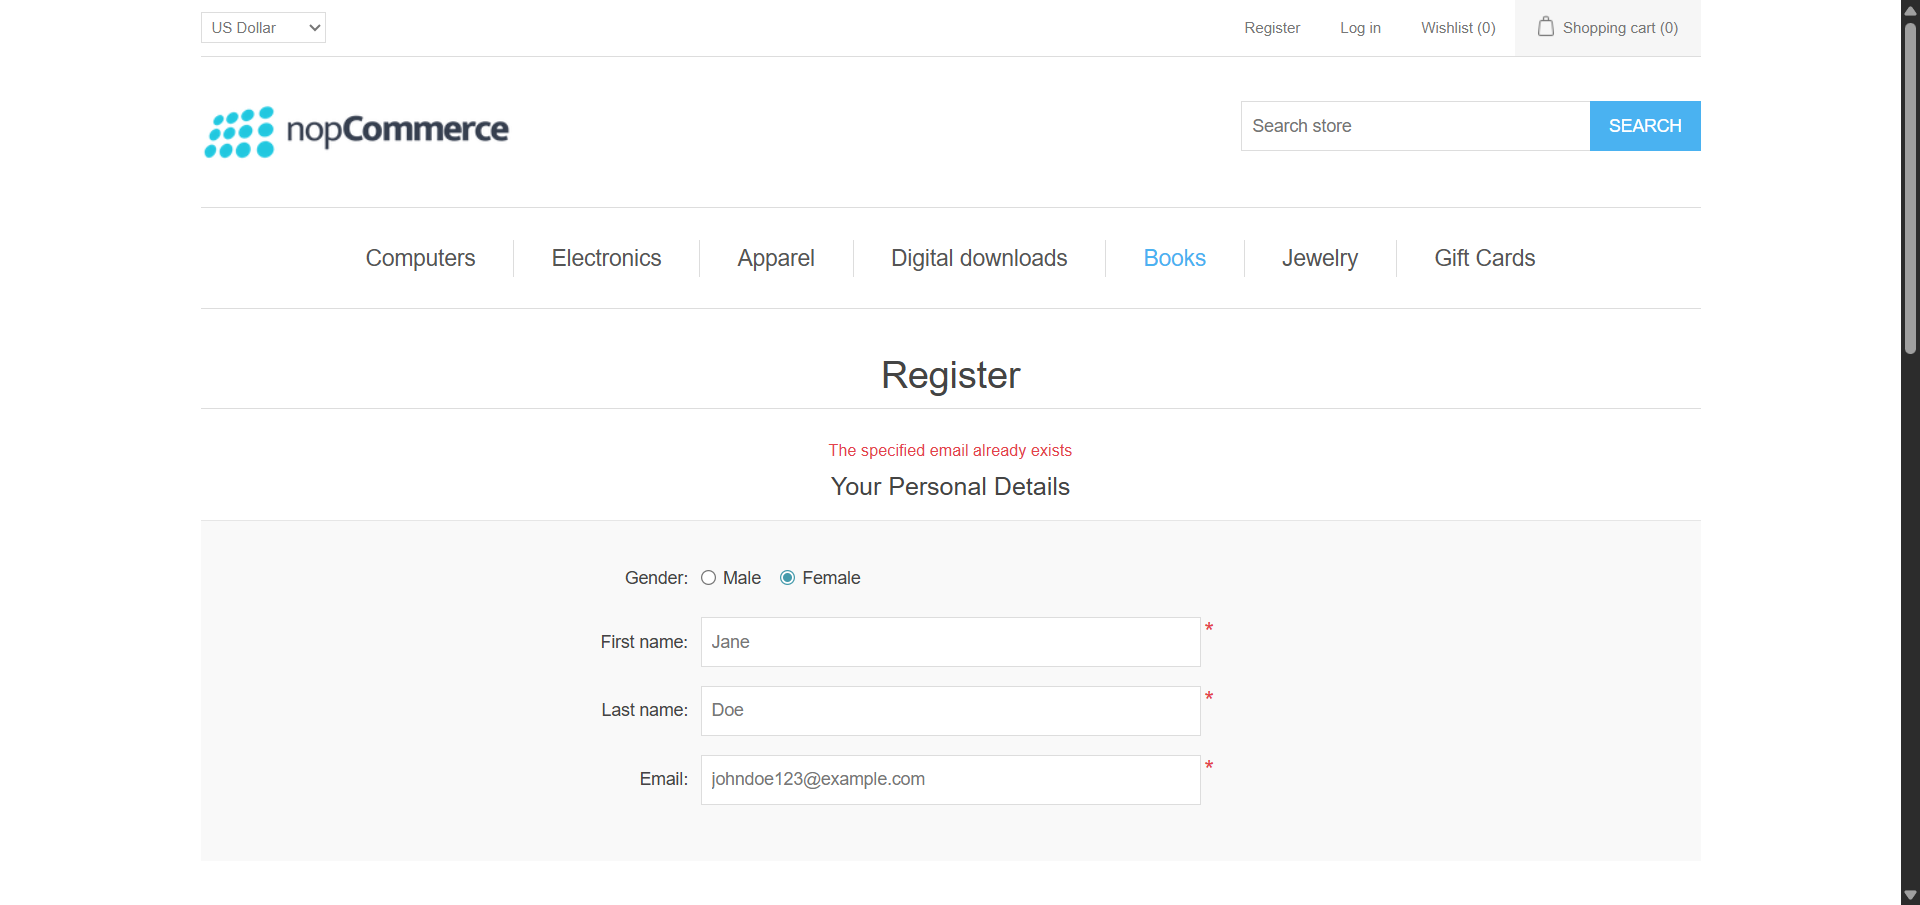 US Dollar
Register
Log in
Wishlist (0)
Shopping cart (0)
nopCommerce
Search store
SEARCH
Computers
Electronics
Apparel
Digital downloads
Books
Jewelry
Gift Cards
Register
The specified email already exists
Your Personal Details
Gender: Male Female
First name: Jane *
Last name: Doe *
Email: johndoe123@example.com *